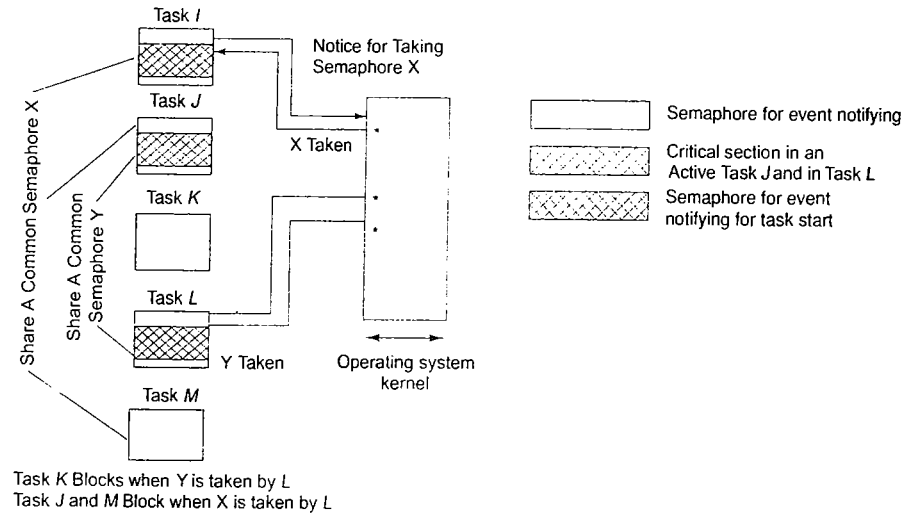 Task I
Notice for Taking
Semaphore X
Task J
X Taken
Task K
Task L
Y Taken
Task M
Share A Common Semaphore X
Share A Common
Semaphore Y
Operating system
kernel
Semaphore for event notifying
Critical section in an
Active Task J and in Task L
Semaphore for event
notifying for task start
Task K Blocks when Y is taken by L
Task J and M Block when X is taken by L